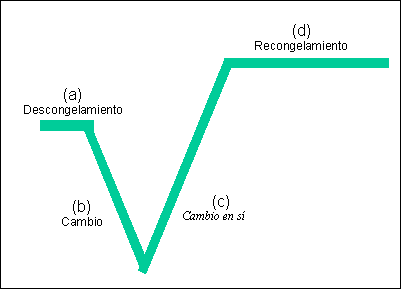 (a)
Descongelamiento
(b)
Cambio
(c)
Cambio en sí
(d)
Recongelamiento